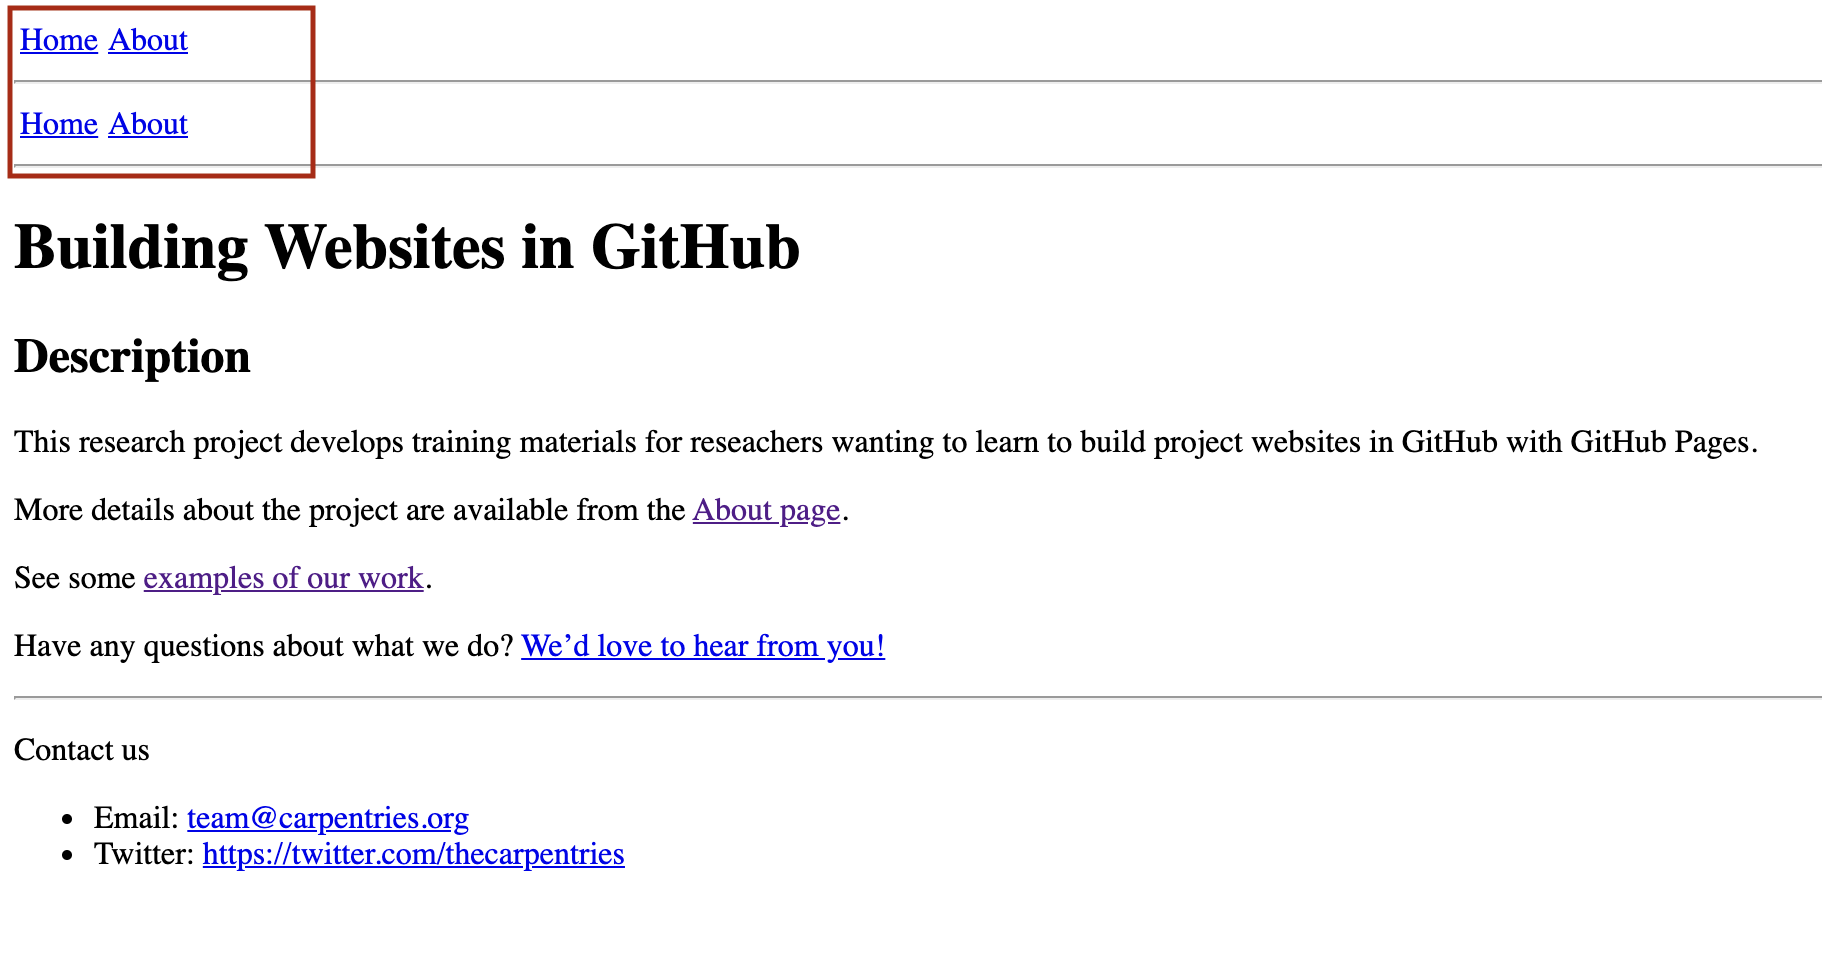 Home About
Home About
Building Websites in GitHub
Description
This research project develops training materials for reseachers wanting to learn to build project websites in GitHub with GitHub Pages.
More details about the project are available from the About page.
See some examples of our work.
Have any questions about what we do? We’d love to hear from you!
Contact us
• Email: team@carpentries.org
• Twitter: https://twitter.com/thecarpentries